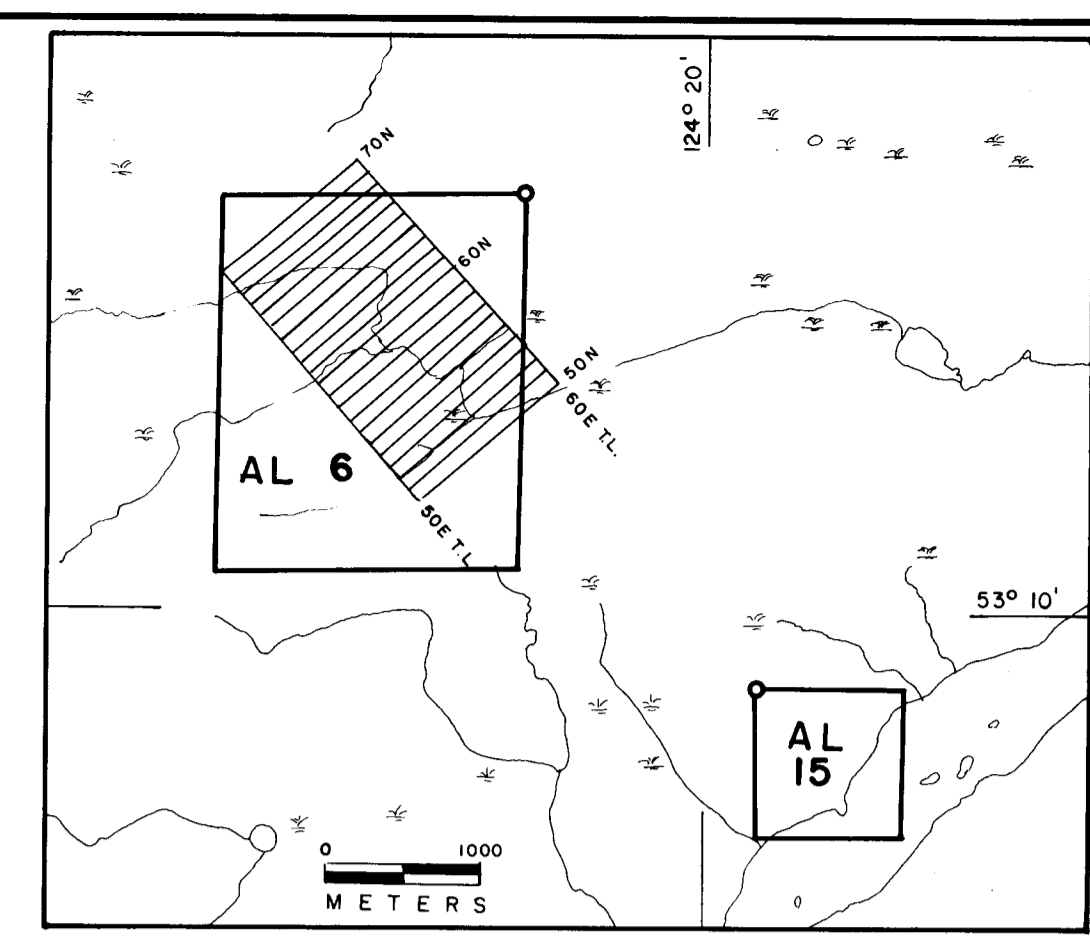 124° 20'
70N
60N
50N
60E T.L.
AL 6
50E T.L.
53° 10'
AL
15
0 1000
METERS